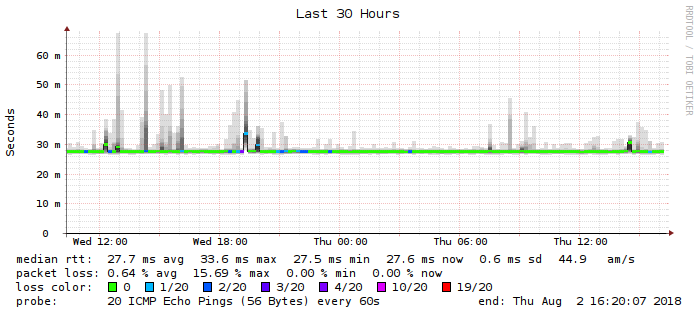 Last 30 Hours
RRDTOOL / TOBI OETIKER
Seconds
60 m
50 m
40 m
30 m
20 m
10 m
0
Wed 12:00 Wed 18:00 Thu 00:00 Thu 06:00 Thu 12:00
median rtt: 27.7 ms avg 33.6 ms max 27.5 ms min 27.6 ms now 0.6 ms sd 44.9 am/s
packet loss: 0.64 % avg 15.69 % max 0.00 % min 0.00 % now
loss color: 0 1/20 2/20 3/20 4/20 10/20 19/20
probe: 20 ICMP Echo Pings (56 Bytes) every 60s end: Thu Aug 2 16:20:07 2018